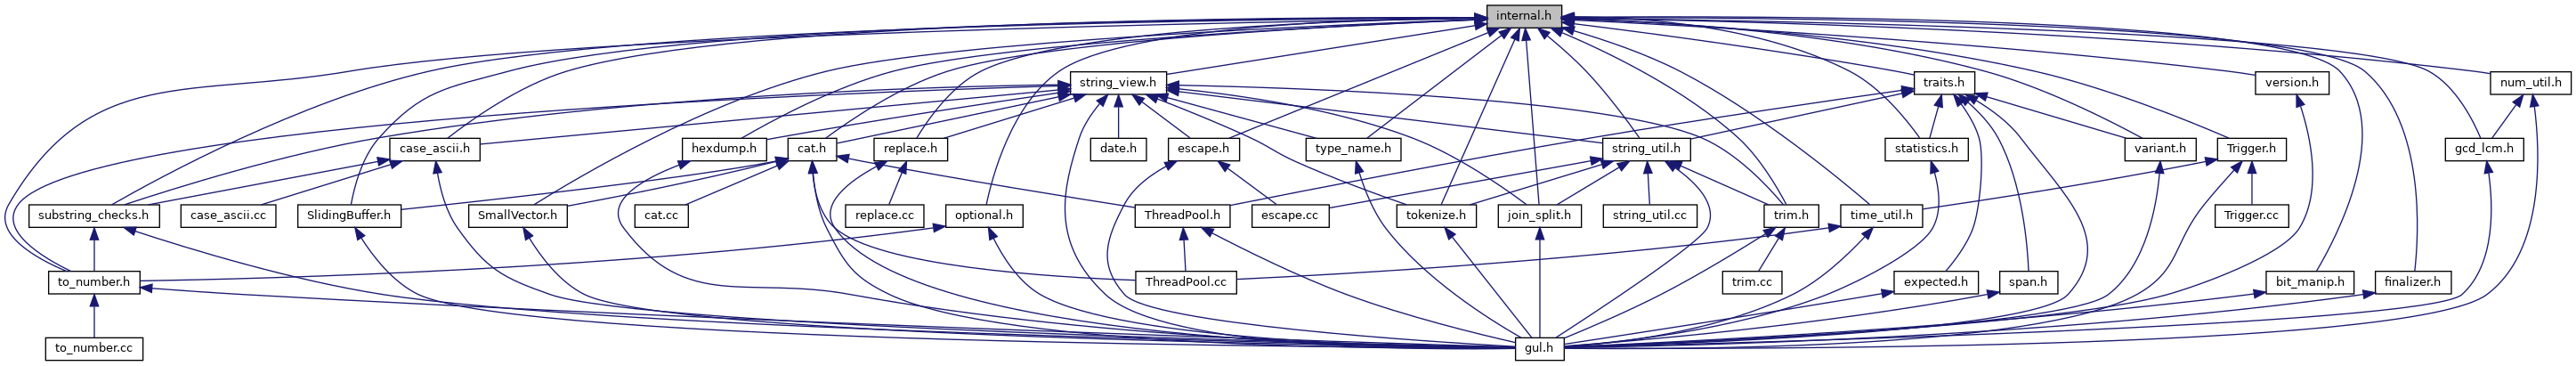 internal.h
string_view.h
traits.h
version.h
num_util.h
case_ascii.h
hexdump.h
cat.h
replace.h
date.h
escape.h
type_name.h
string_util.h
statistics.h
variant.h
Trigger.h
gcd_lcm.h
substring_checks.h
case_ascii.cc
SlidingBuffer.h
SmallVector.h
cat.cc
replace.cc
optional.h
ThreadPool.h
escape.cc
tokenize.h
join_split.h
string_util.cc
trim.h
time_util.h
Trigger.cc
to_number.h
ThreadPool.cc
trim.cc
expected.h
span.h
bit_manip.h
finalizer.h
to_number.cc
gul.h